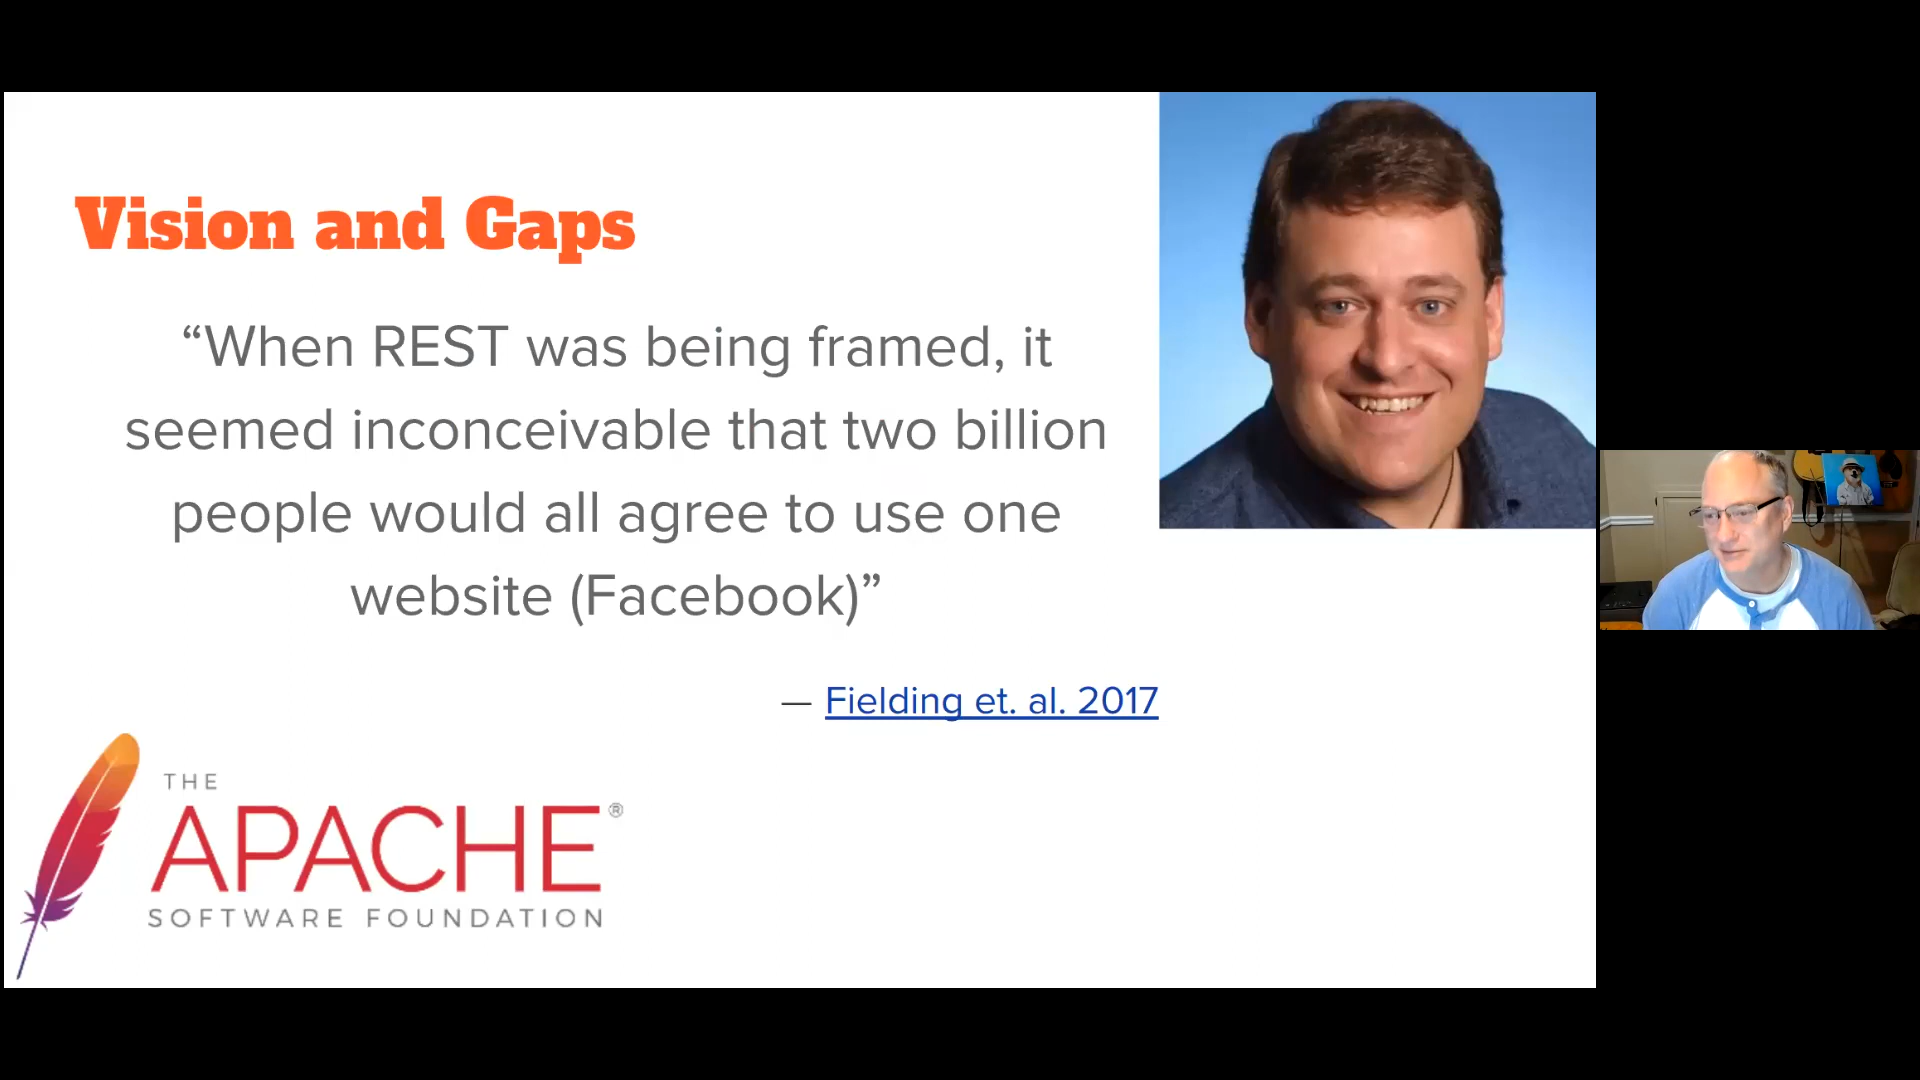 Vision and Gaps
“When REST was being framed, it
seemed inconceivable that two billion
people would all agree to use one
website (Facebook)”
— Fielding et. al. 2017
THE
APACHE®
SOFTWARE FOUNDATION